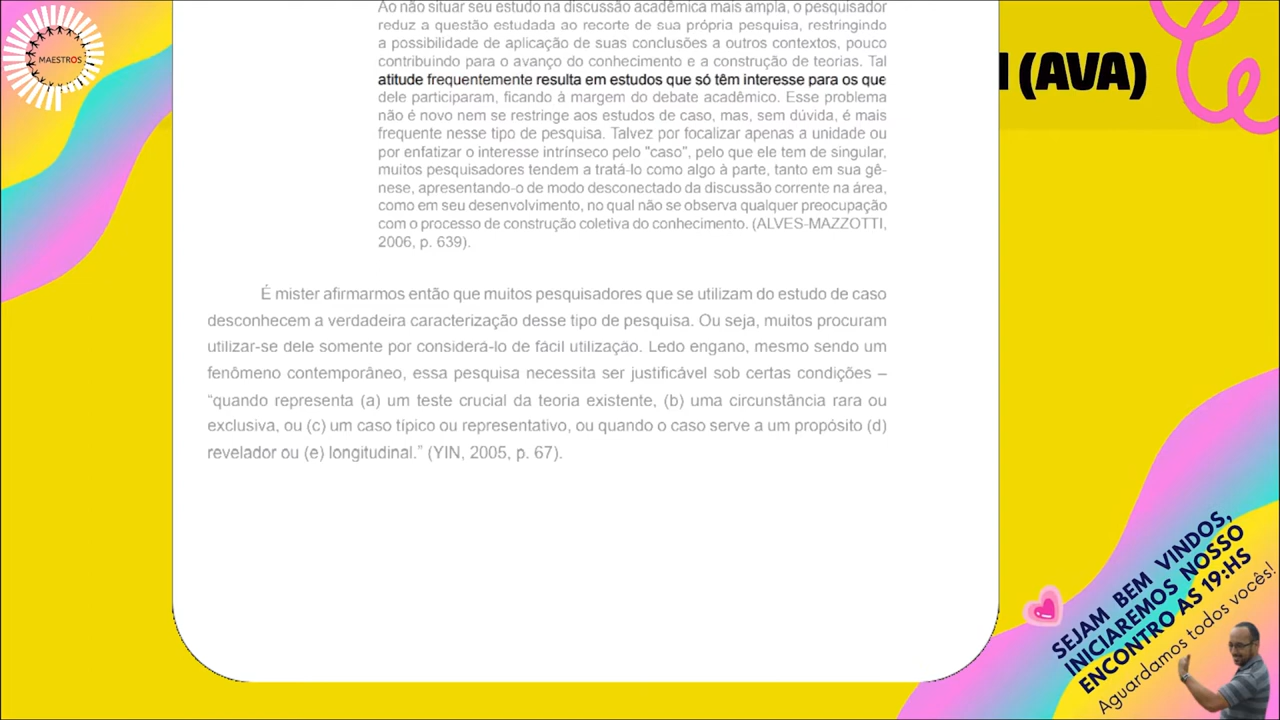 MAESTROS
Ao não situar seu estudo na discussão acadêmica mais ampla, o pesquisador
reduz a questão estudada ao recorte de sua própria pesquisa, restringindo
a possibilidade de aplicação de suas conclusões a outros contextos, pouco
contribuindo para o avanço do conhecimento e a construção de teorias. Tal
atitude frequentemente resulta em estudos que só têm interesse para os que
dele participaram, ficando à margem do debate acadêmico. Esse problema
não é novo nem se restringe aos estudos de caso, mas, sem dúvida, é mais
frequente nesse tipo de pesquisa. Talvez por focalizar apenas a unidade ou
por enfatizar o interesse intrínseco pelo "caso", pelo que ele tem de singular,
muitos pesquisadores tendem a tratá-lo como algo à parte, tanto em sua gê-
nese, apresentando-o de modo desconectado da discussão corrente na área,
como em seu desenvolvimento, no qual não se observa qualquer preocupação
com o processo de construção coletiva do conhecimento. (ALVES-MAZZOTTI,
2006, p. 639).
É mister afirmarmos então que muitos pesquisadores que se utilizam do estudo de caso
desconhecem a verdadeira caracterização desse tipo de pesquisa. Ou seja, muitos procuram
utilizar-se dele somente por considerá-lo de fácil utilização. Ledo engano, mesmo sendo um
fenômeno contemporâneo, essa pesquisa necessita ser justificável sob certas condições –
“quando representa (a) um teste crucial da teoria existente, (b) uma circunstância rara ou
exclusiva, ou (c) um caso típico ou representativo, ou quando o caso serve a um propósito (d)
revelador ou (e) longitudinal.” (YIN, 2005, p. 67).
(AVA)
SEJAM BEM VINDOS,
INICIAREMOS NOSSO
ENCONTRO AS 19:HS
Aguardamos todos vocês!